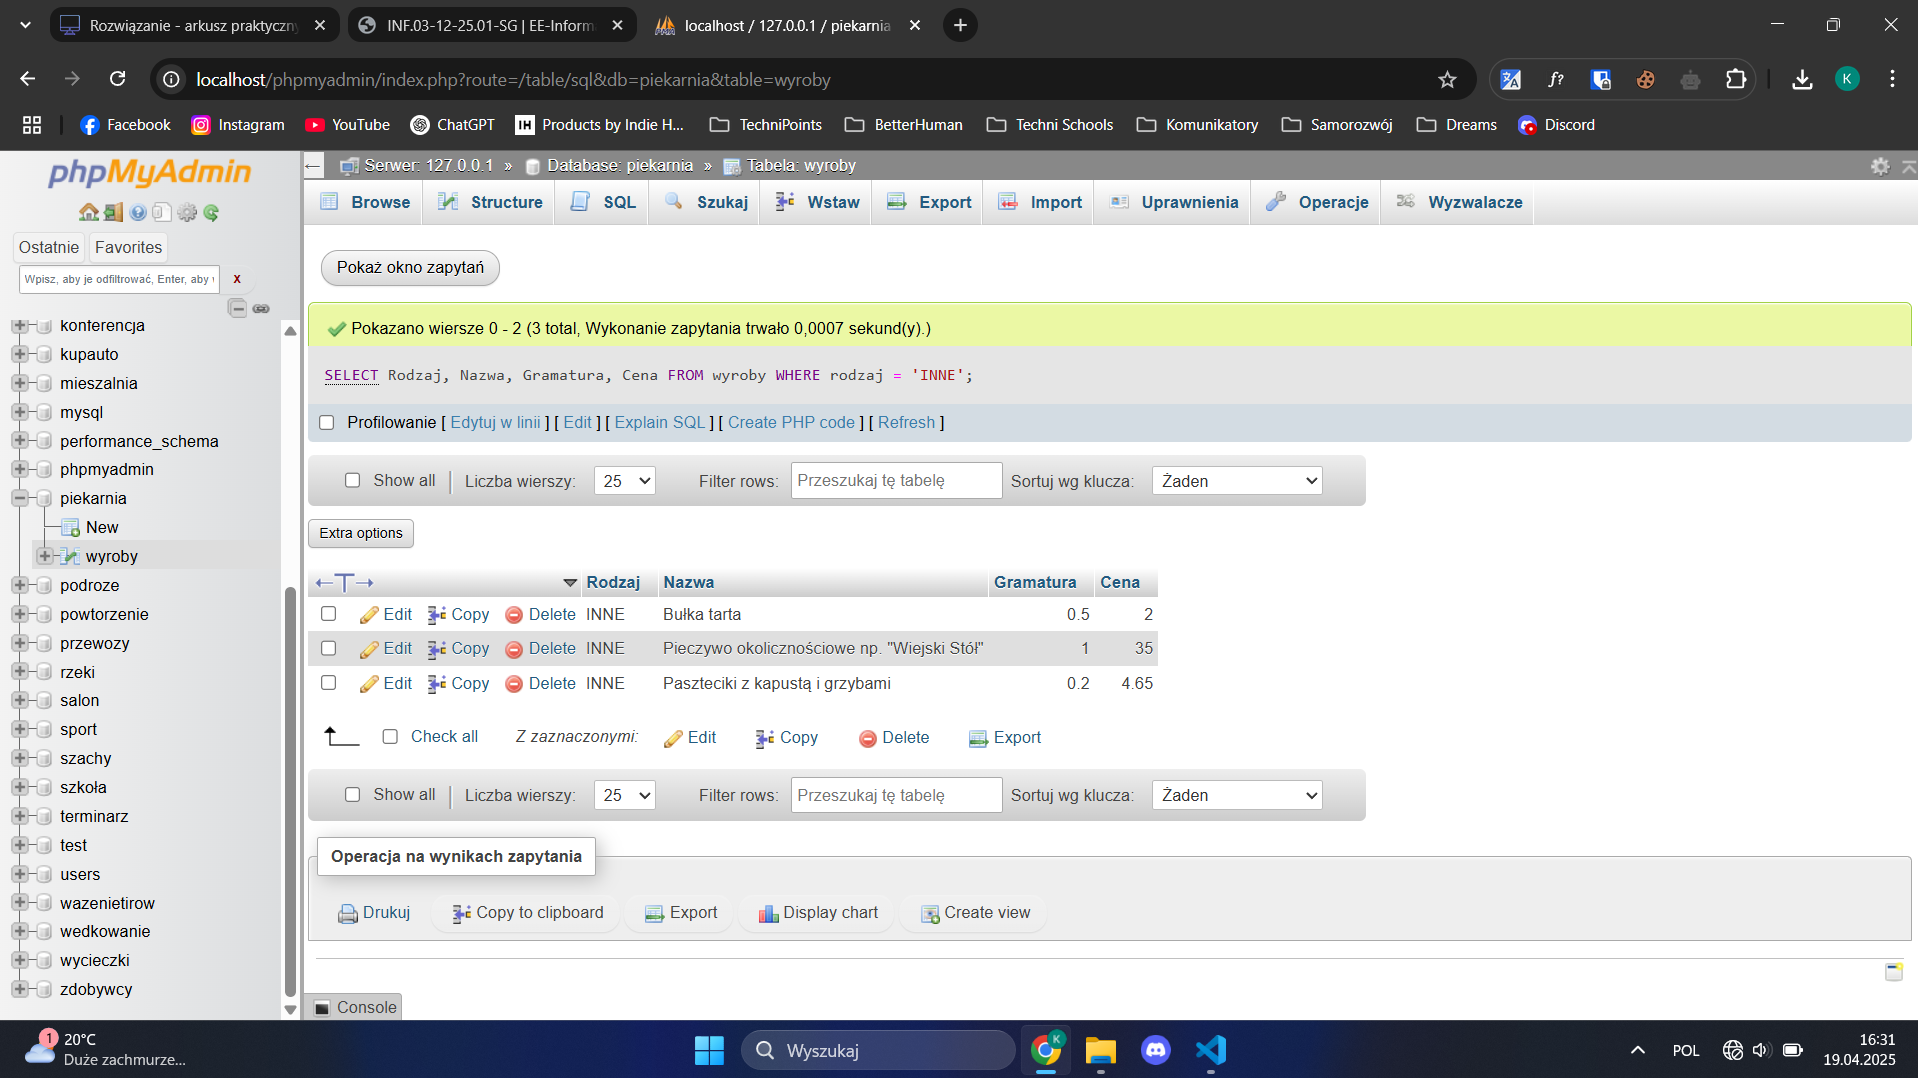 Rozwiązanie - arkusz praktyczn
INF.03-12-25.01-SG | EE-Inform
localhost / 127.0.0.1 / piekarnia
localhost/phpmyadmin/index.php?route=/table/sql&db=piekarnia&table=wyroby
K
Facebook
Instagram
YouTube
ChatGPT
IH Products by Indie H...
TechniPoints
BetterHuman
Techni Schools
Komunikatory
Samorozwój
Dreams
Discord
phpMyAdmin
Ostatnie
Favorites
Wpisz, aby je odfiltrować, Enter, aby
X
konferencja
kupauto
mieszalnia
mysql
performance_schema
phpmyadmin
piekarnia
New
wyroby
podroze
powtorzenie
przewozy
rzeki
salon
sport
szachy
szkoła
terminarz
test
users
wazenietirow
wedkowanie
wycieczki
zdobywcy
Serwer: 127.0.0.1 » Database: piekarnia » Tabela: wyroby
Browse
Structure
SQL
Szukaj
Wstaw
Export
Import
Uprawnienia
Operacje
Wyzwalacze
Pokaż okno zapytań
Pokazano wiersze 0 - 2 (3 total, Wykonanie zapytania trwało 0,0007 sekund(y).)
SELECT Rodzaj, Nazwa, Gramatura, Cena FROM wyroby WHERE rodzaj = 'INNE';
Profilowanie [ Edytuj w linii ] [ Edit ] [ Explain SQL ] [ Create PHP code ] [ Refresh ]
Show all | Liczba wierszy: 25 Filter rows: Przeszukaj tę tabelę Sortuj wg klucza: Żaden
Extra options
Rodzaj Nazwa Gramatura Cena
Edit Copy Delete INNE Bułka tarta 0.5 2
Edit Copy Delete INNE Pieczywo okolicznościowe np. "Wiejski Stół" 1 35
Edit Copy Delete INNE Paszteciki z kapustą i grzybami 0.2 4.65
Check all Z zaznaczonymi: Edit Copy Delete Export
Show all | Liczba wierszy: 25 Filter rows: Przeszukaj tę tabelę Sortuj wg klucza: Żaden
Operacja na wynikach zapytania
Drukuj
Copy to clipboard
Export
Display chart
Create view
Console
1
20°C
Duże zachmurze...
Wyszukaj
K
POL
16:31
19.04.2025